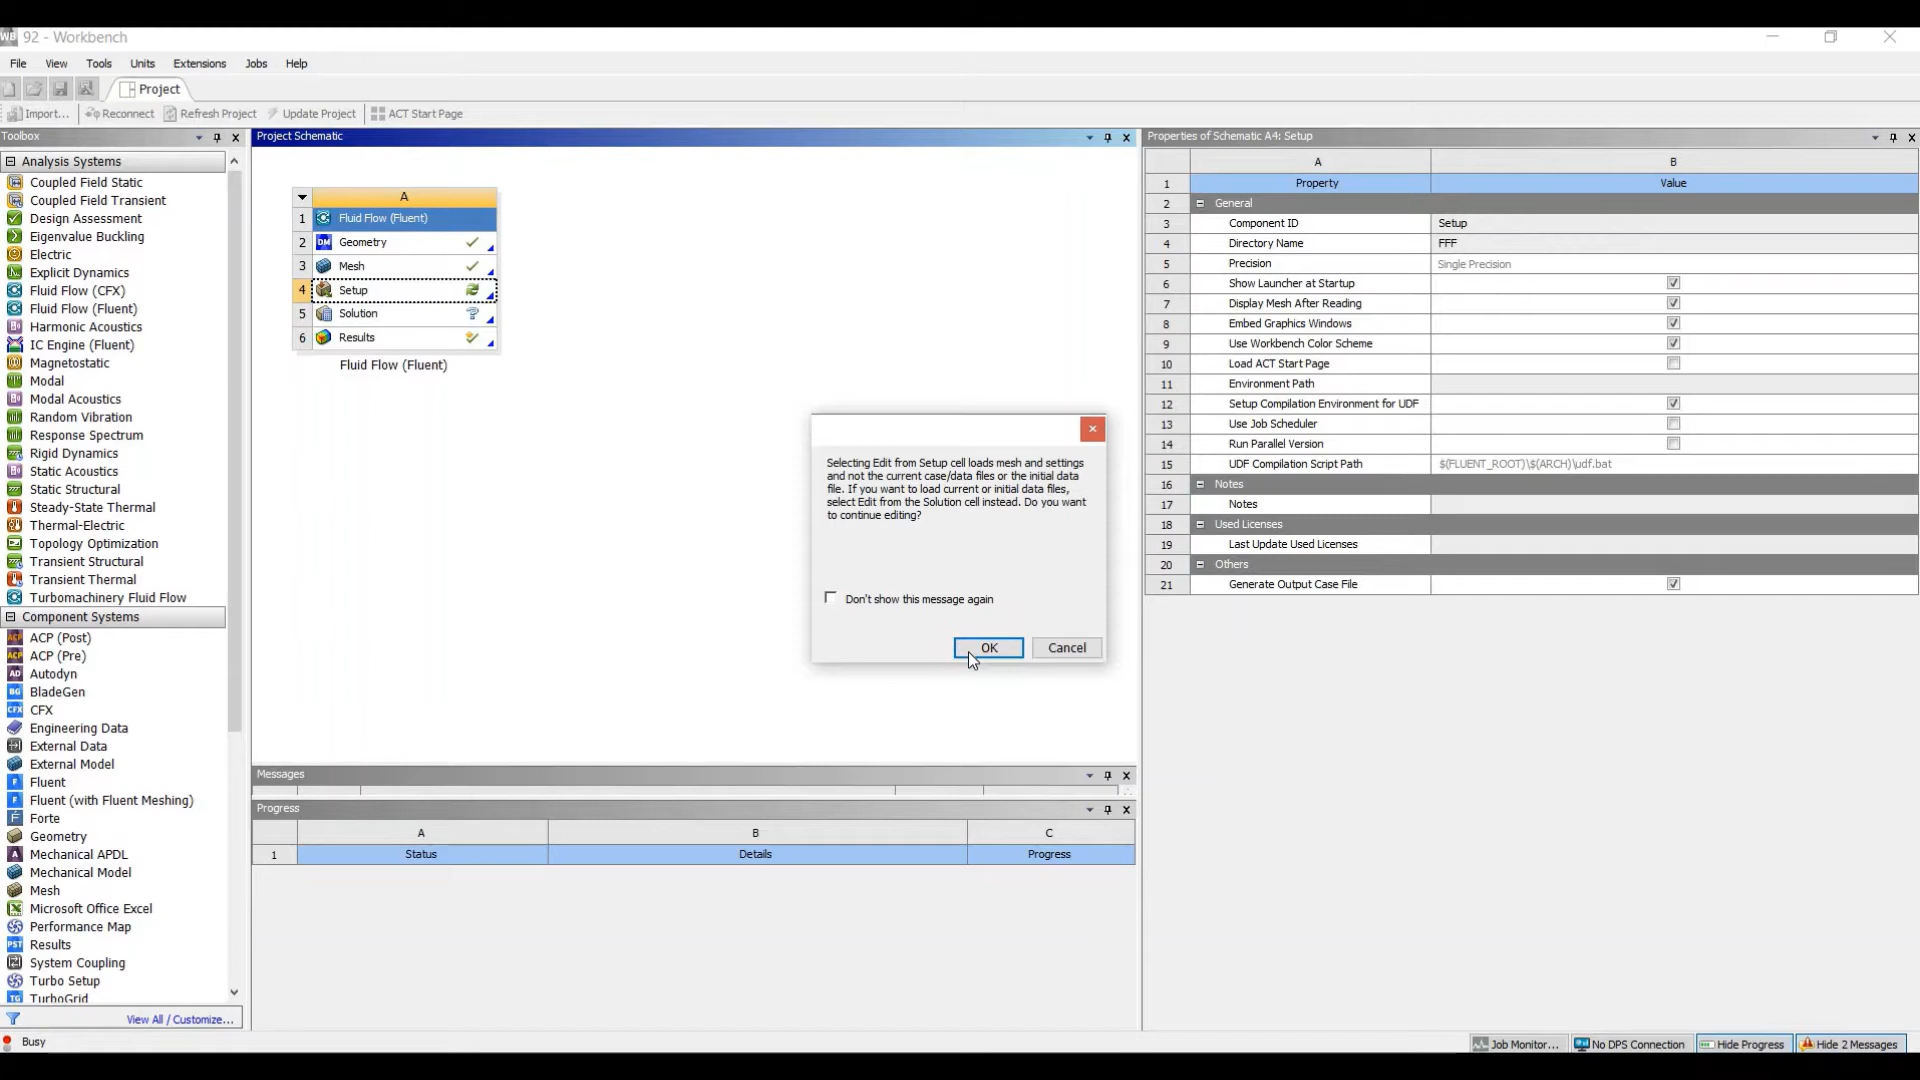 92 - Workbench
File View Tools Units Extensions Jobs Help
Project
Import... Reconnect Refresh Project Update Project ACT Start Page
Toolbox
Analysis Systems
Coupled Field Static
Coupled Field Transient
Design Assessment
Eigenvalue Buckling
Electric
Explicit Dynamics
Fluid Flow (CFX)
Fluid Flow (Fluent)
Harmonic Acoustics
IC Engine (Fluent)
Magnetostatic
Modal
Modal Acoustics
Random Vibration
Response Spectrum
Rigid Dynamics
Static Acoustics
Static Structural
Steady-State Thermal
Thermal-Electric
Topology Optimization
Transient Structural
Transient Thermal
Turbomachinery Fluid Flow
Component Systems
ACP (Post)
ACP (Pre)
Autodyn
BladeGen
CFX
Engineering Data
External Data
External Model
Fluent
Fluent (with Fluent Meshing)
Forte
Geometry
Mechanical APDL
Mechanical Model
Mesh
Microsoft Office Excel
Performance Map
Results
System Coupling
Turbo Setup
TurboGrid
View All / Customize...
Project Schematic
A
1 Fluid Flow (Fluent)
2 DM Geometry
3 Mesh
4 Setup
5 Solution
6 Results
Fluid Flow (Fluent)
Selecting Edit from Setup cell loads mesh and settings
and not the current case/data files or the initial data
file. If you want to load current or initial data files,
select Edit from the Solution cell instead. Do you want
to continue editing?
Don't show this message again
OK Cancel
Messages
Progress
A B C
1 Status Details Progress
Properties of Schematic A4: Setup
A B
1 Property Value
2 General
3 Component ID Setup
4 Directory Name FFF
5 Precision Single Precision
6 Show Launcher at Startup
7 Display Mesh After Reading
8 Embed Graphics Windows
9 Use Workbench Color Scheme
10 Load ACT Start Page
11 Environment Path
12 Setup Compilation Environment for UDF
13 Use Job Scheduler
14 Run Parallel Version
15 UDF Compilation Script Path $(FLUENT_ROOT)\$(ARCH)\udf.bat
16 Notes
17 Notes
18 Used Licenses
19 Last Update Used Licenses
20 Others
21 Generate Output Case File
Busy
Job Monitor... No DPS Connection Hide Progress Hide 2 Messages